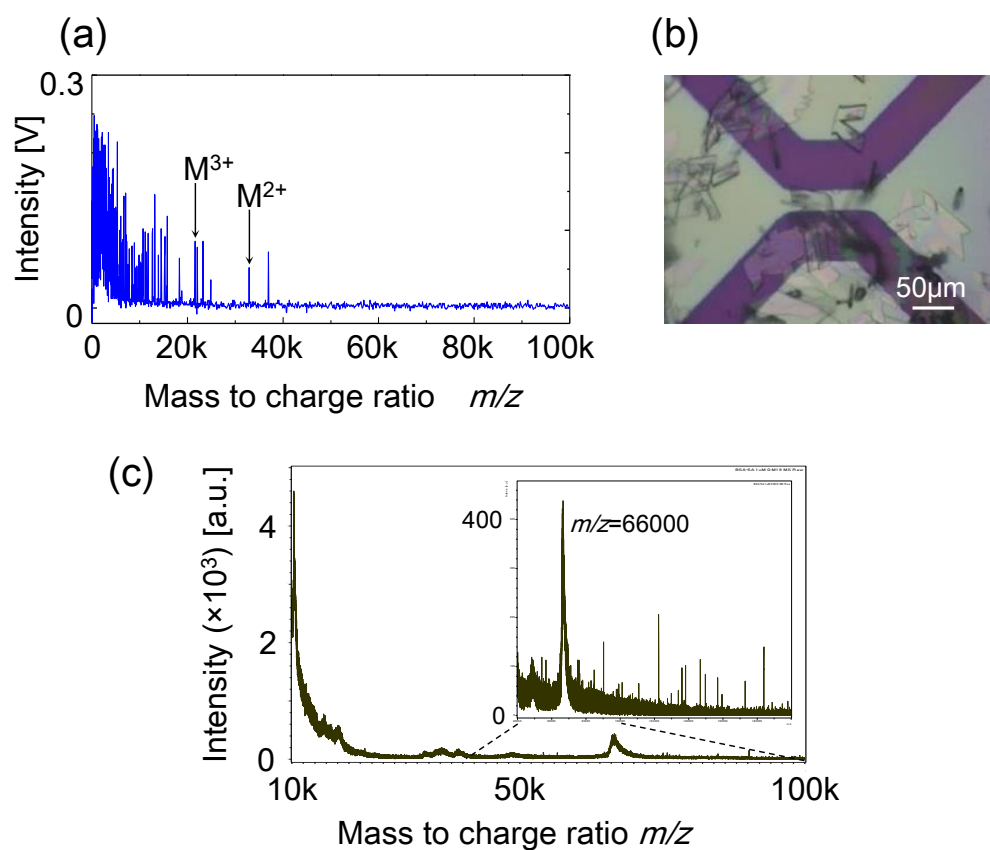 (a)
(b)
0.3
Intensity [V]
M3+
M2+
0
0 20k 40k 60k 80k 100k
Mass to charge ratio m/z
50μm
(c)
Intensity (×10³) [a.u.]
4
2
0
400
0
m/z=66000
10k 50k 100k
Mass to charge ratio m/z